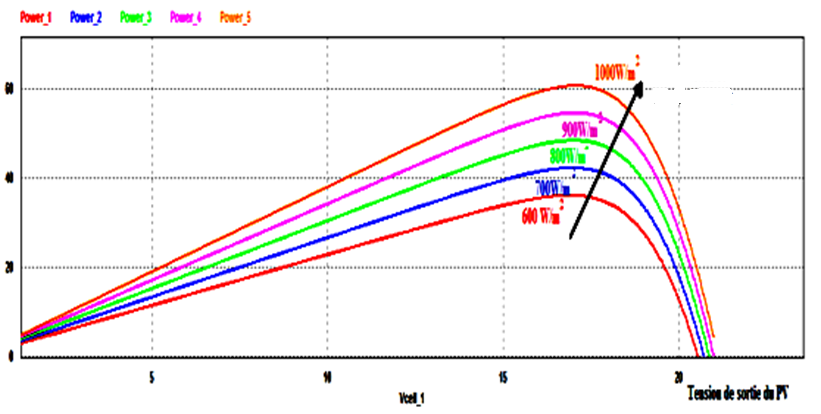 Power_1 Power_2 Power_3 Power_4 Power_5
60
40
20
0
1000W/m²
900W/m²
800W/m²
700W/m²
600 W/m²
5 10 15 20
Vcell_1
Tension de sortie du PV